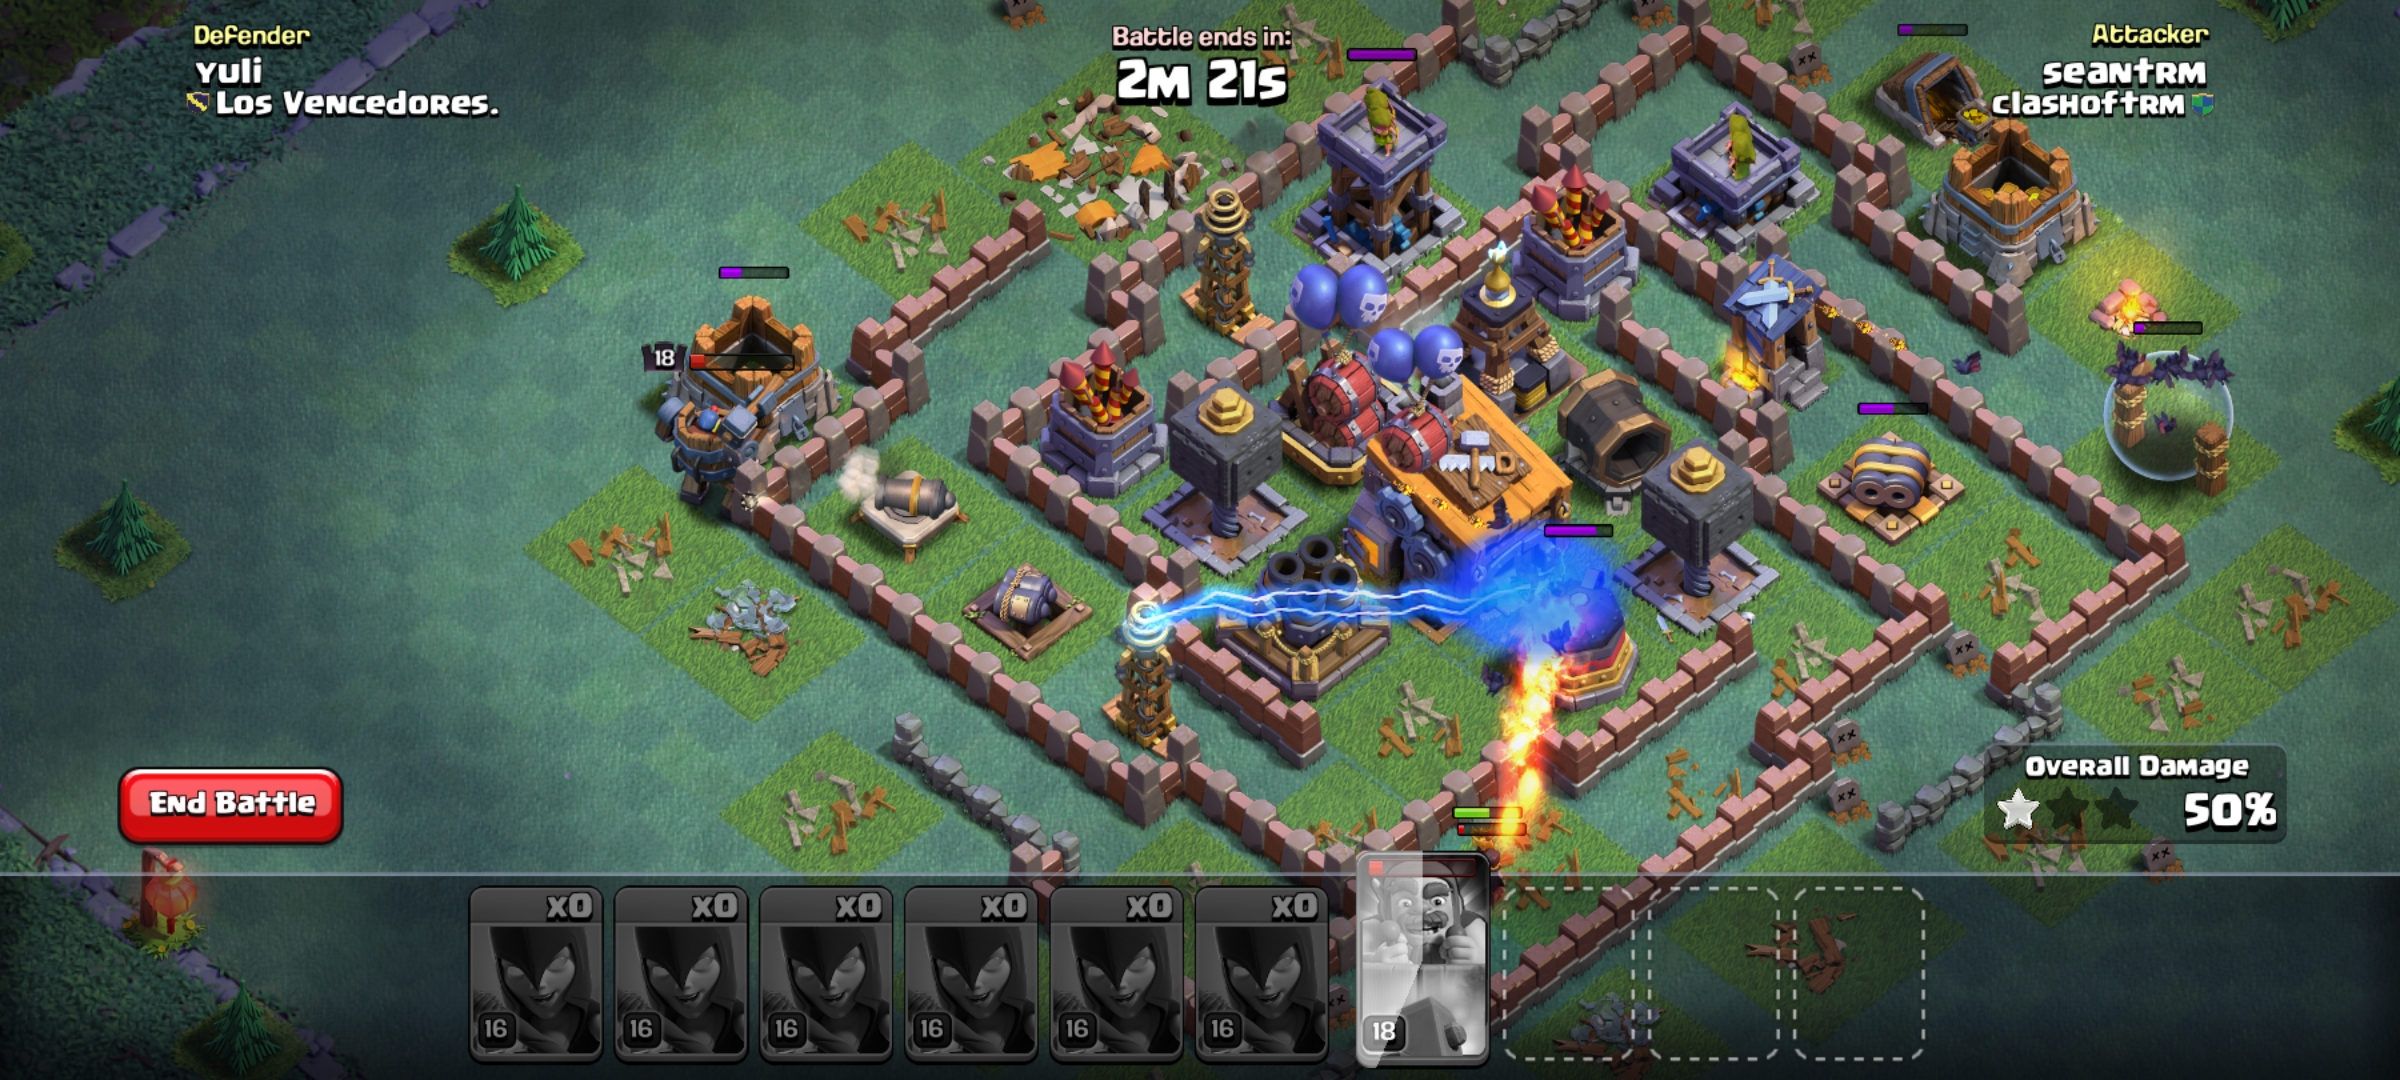 Defender
Yuli
Los Vencedores.
Battle ends in:
2M 21S
Attacker
seantRM
clashoftRM
18
End Battle
Overall Damage
50%
x0
x0
x0
x0
x0
x0
16
16
16
16
16
16
18